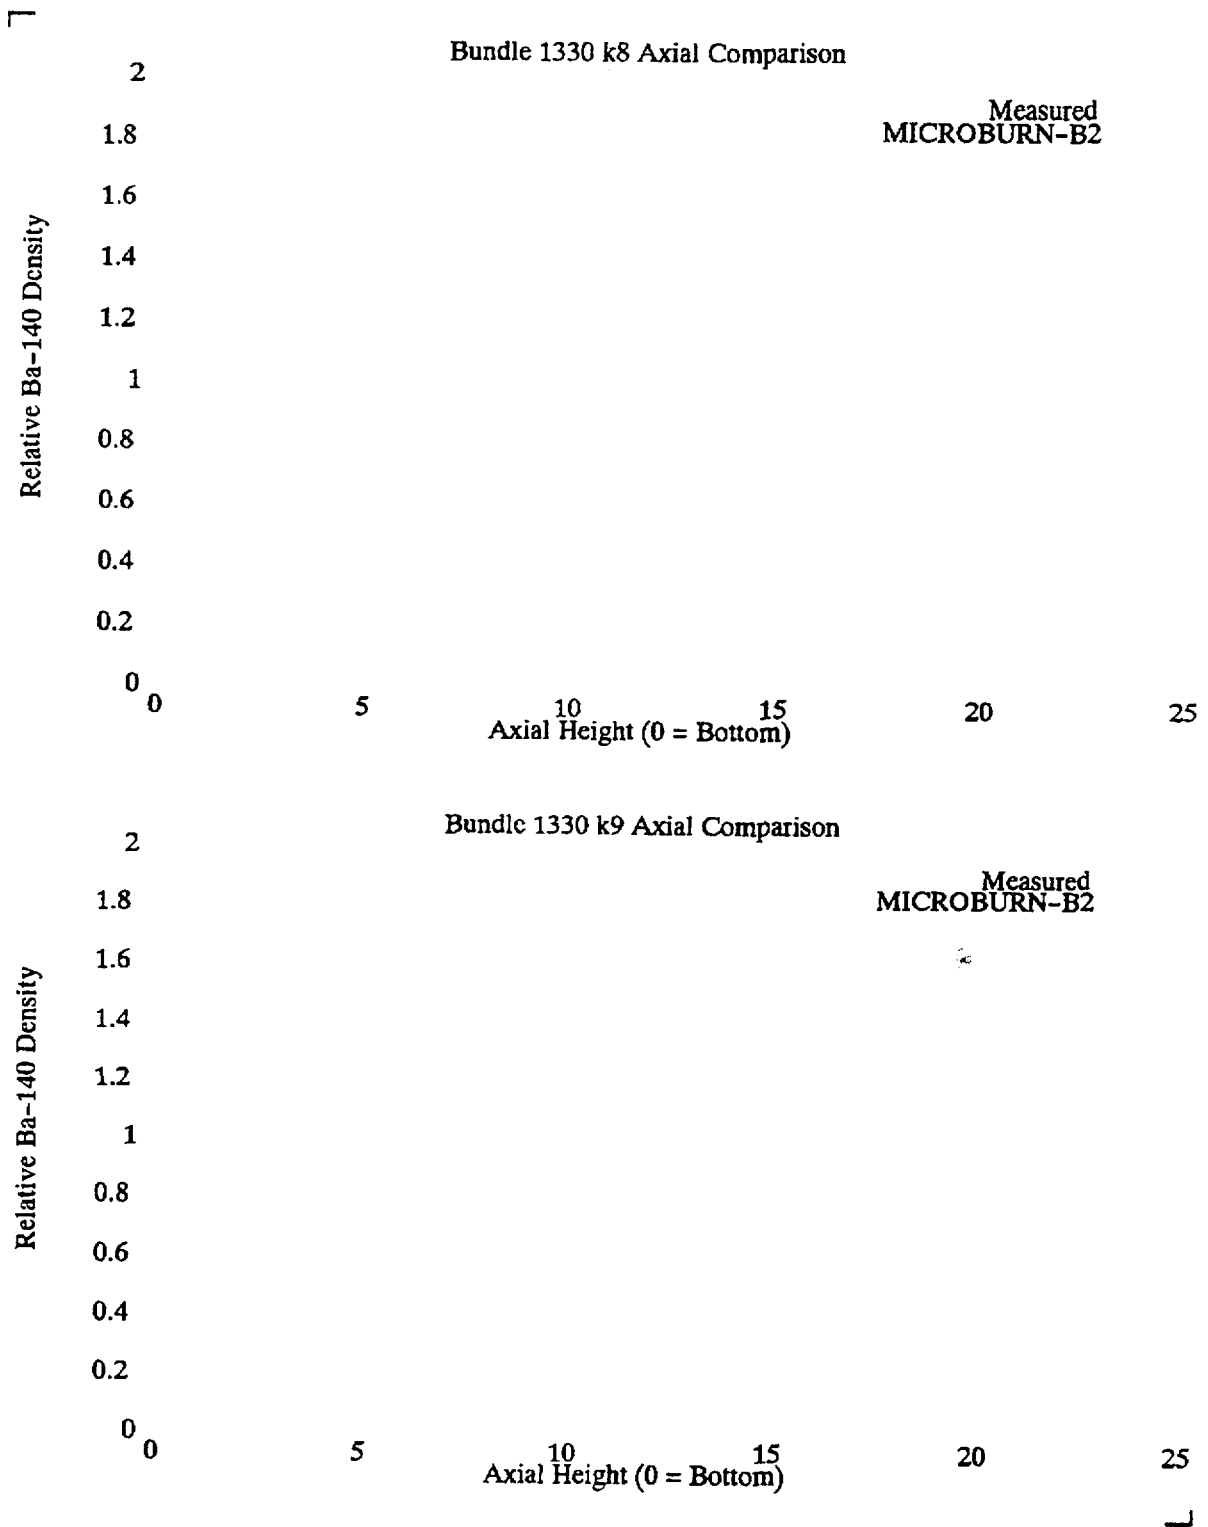 Bundle 1330 k8 Axial Comparison
2
Measured
1.8
MICROBURN-B2
1.6
1.4
1.2
1
0.8
0.6
0.4
0.2
0
Relative Ba-140 Density
0 5 10 15 20 25
Axial Height (0 = Bottom)
Bundle 1330 k9 Axial Comparison
2
Measured
1.8
MICROBURN-B2
1.6
1.4
1.2
1
0.8
0.6
0.4
0.2
0
Relative Ba-140 Density
0 5 10 15 20 25
Axial Height (0 = Bottom)